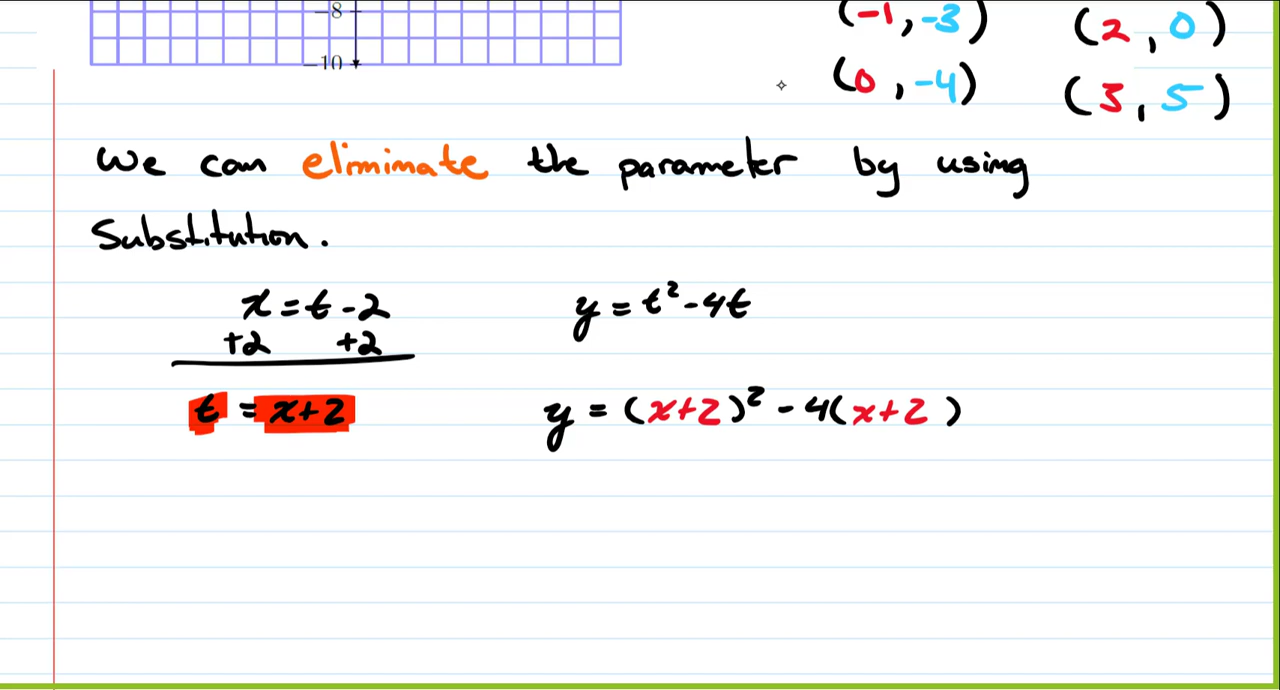 -8
-10
(-1, -3) (2, 0)
(0, -4) (3, 5)
We can eliminate the parameter by using
Substitution.
x = t - 2 y = t² - 4t
+2 +2
t = x+2 y = (x+2)² - 4(x+2)